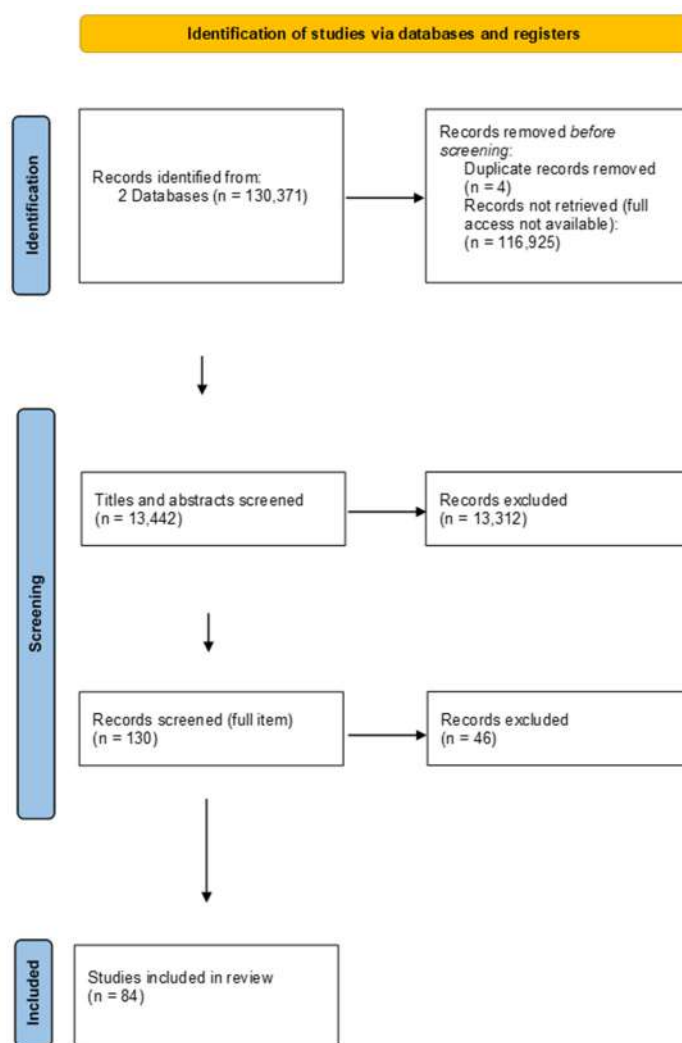 Identification of studies via databases and registers
Identification
Records identified from:
2 Databases (n = 130,371)
Records removed before
screening:
Duplicate records removed
(n = 4)
Records not retrieved (full
access not available):
(n = 116,925)
Screening
Titles and abstracts screened
(n = 13,442)
Records excluded
(n = 13,312)
Records screened (full item)
(n = 130)
Records excluded
(n = 46)
Included
Studies included in review
(n = 84)